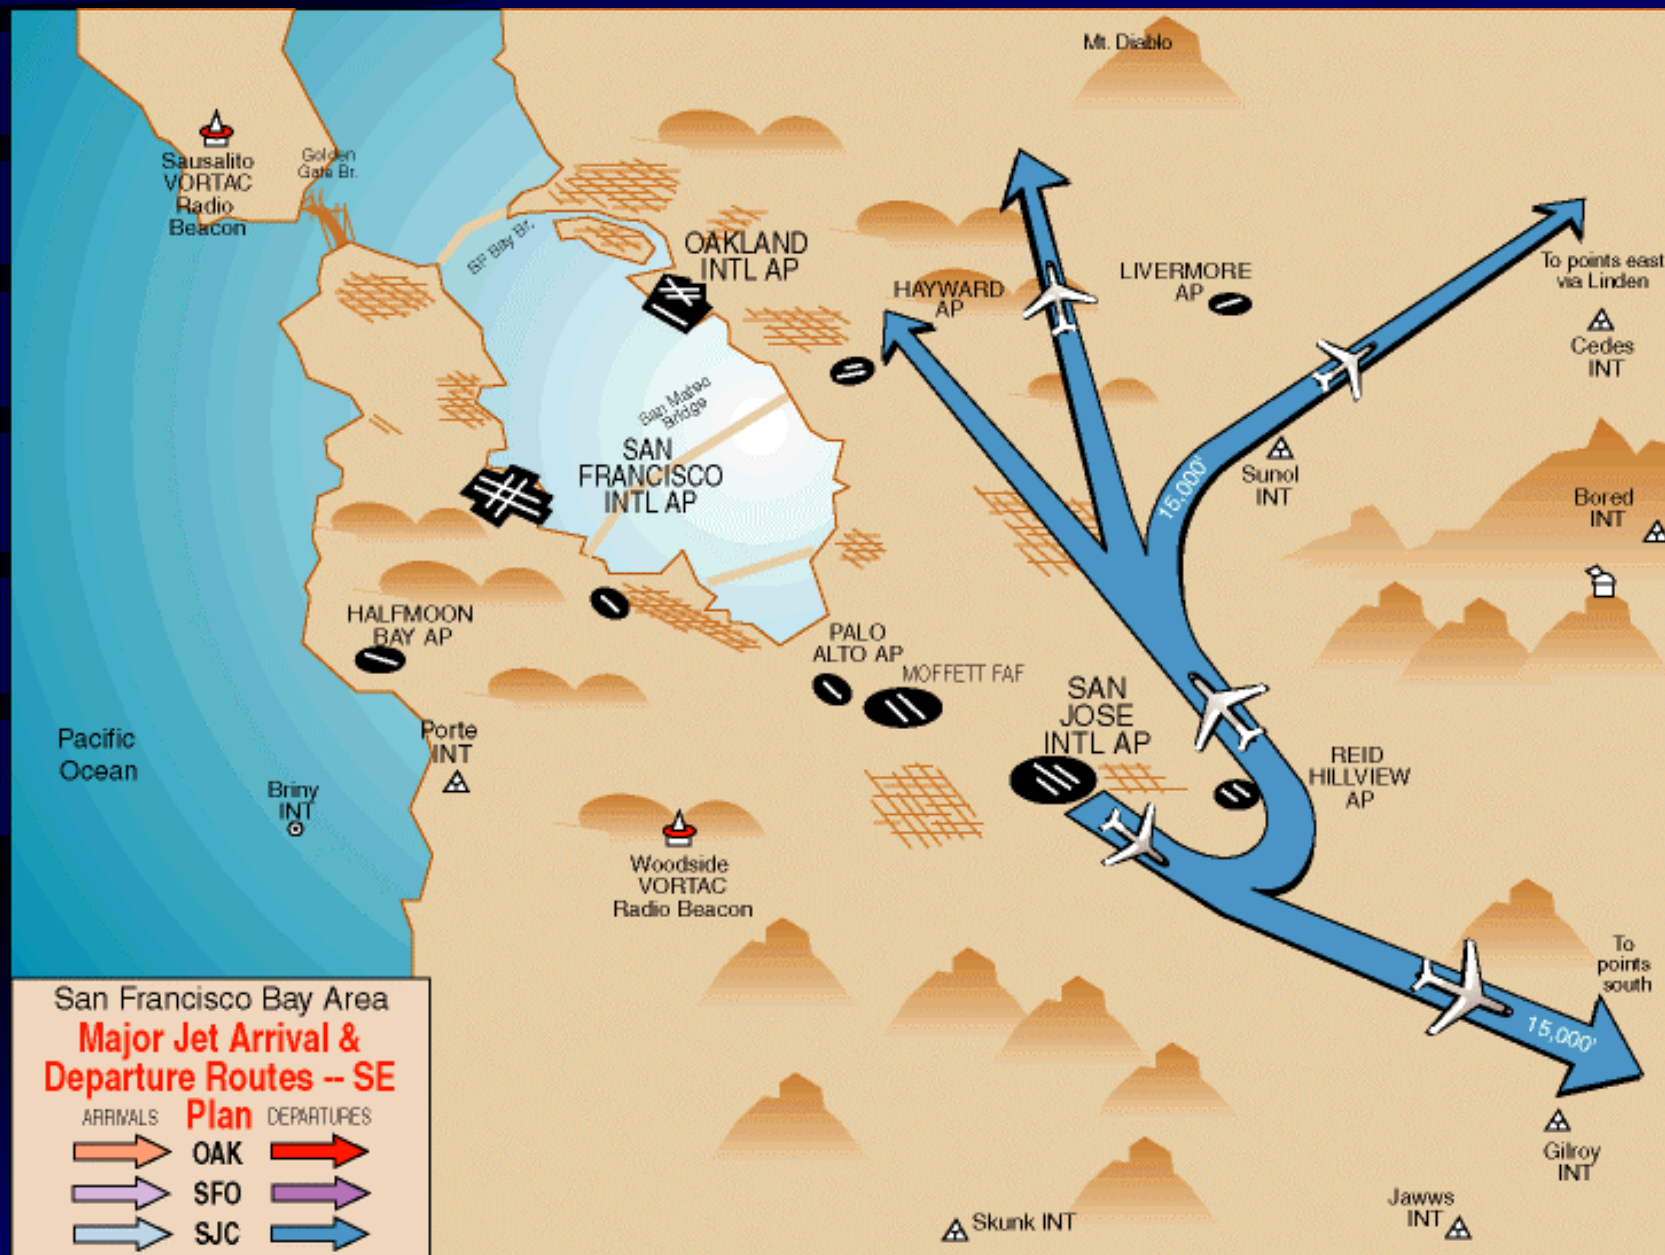 Mt. Diablo
Sausalito
VORTAC
Radio
Beacon
Golden
Gate Br.
SF Bay Br.
OAKLAND
INTL AP
HAYWARD
AP
LIVERMORE
AP
To points east
via Linden
Cedes
INT
San Mateo
Bridge
SAN
FRANCISCO
INTL AP
15,000'
Sunol
INT
Bored
INT
HALFMOON
BAY AP
PALO
ALTO AP
MOFFETT FAF
SAN
JOSE
INTL AP
REID
HILLVIEW
AP
Pacific
Ocean
Porte
INT
Briny
INT
Woodside
VORTAC
Radio Beacon
To
points
south
15,000'
Gilroy
INT
Jawws
INT
Skunk INT
San Francisco Bay Area
Major Jet Arrival &
Departure Routes -- SE
ARRIVALS Plan DEPARTURES
OAK
SFO
SJC